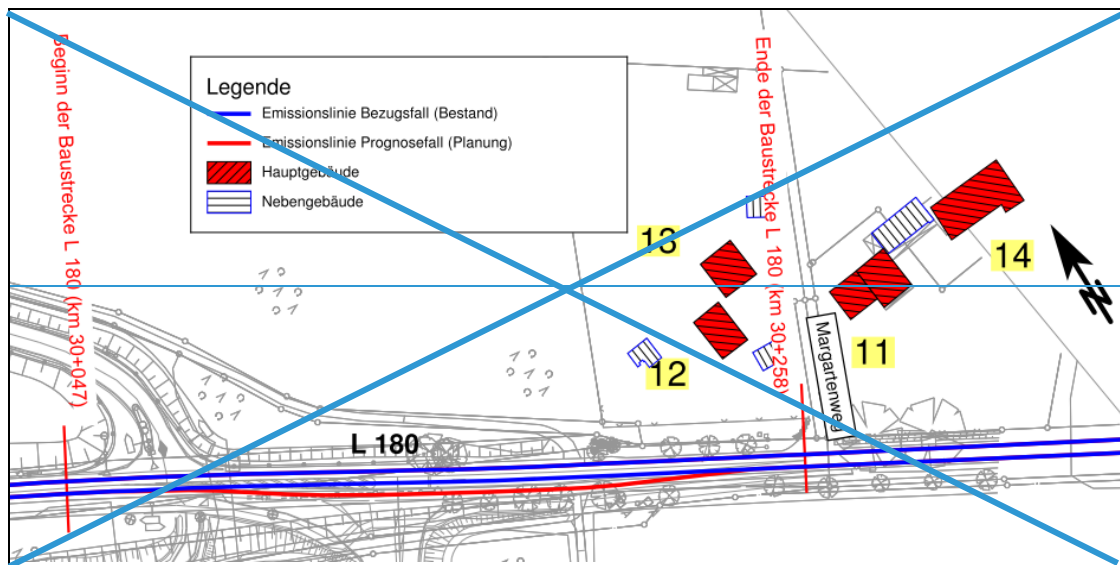 Beginn der Baustrecke L 180 (km 30+047)
Legende
Emissionslinie Bezugsfall (Bestand)
Emissionslinie Prognosefall (Planung)
Hauptgebäude
Nebengebäude
Ende der Baustrecke L 180 (km 30+258)
13
14
N
11
12
Margartenweg
L 180